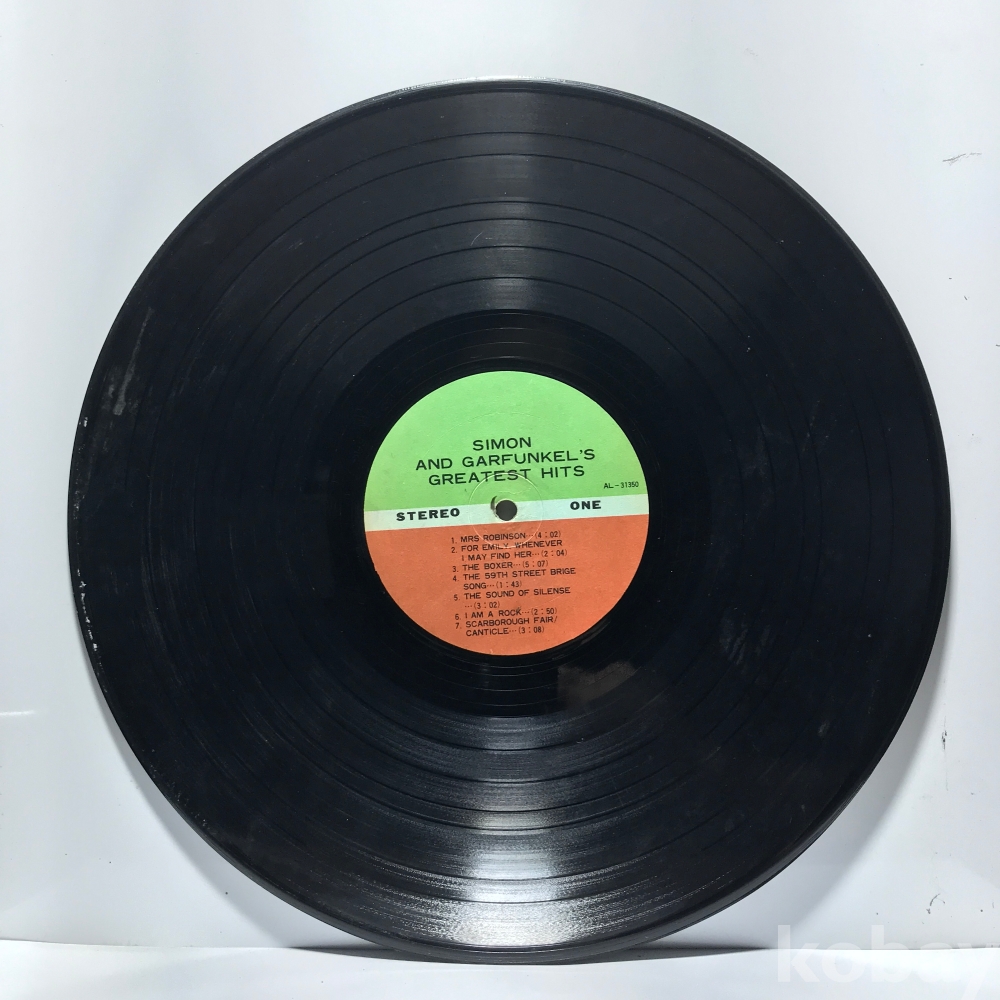 SIMON
AND GARFUNKEL'S
GREATEST HITS
AL-31350
STEREO ONE
1. MRS ROBINSON···(4:02)
2. FOR EMILY WHENEVER
I MAY FIND HER···(2:04)
3. THE BOXER···(5:07)
4. THE 59TH STREET BRIGE
SONG···(1:43)
5. THE SOUND OF SILENSE
···(3:02)
6. I AM A ROCK···(2:50)
7. SCARBOROUGH FAIR/
CANTICLE···(3:08)
kobay